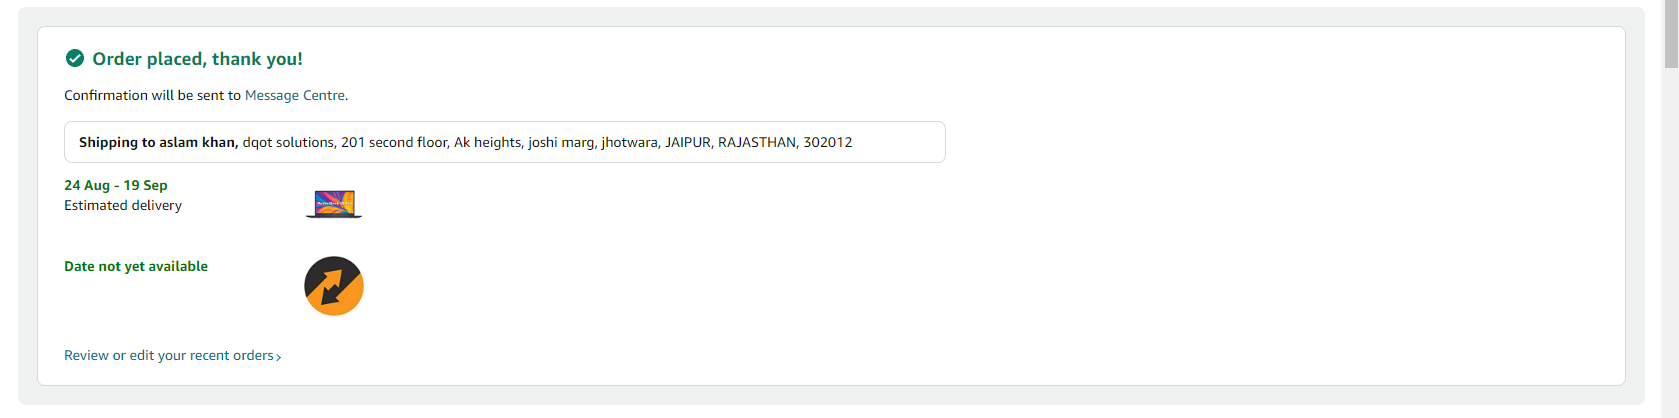 Order placed, thank you!
Confirmation will be sent to Message Centre.
Shipping to aslam khan, dqot solutions, 201 second floor, Ak heights, joshi marg, jhotwara, JAIPUR, RAJASTHAN, 302012
24 Aug - 19 Sep
Estimated delivery
Date not yet available
Review or edit your recent orders ›